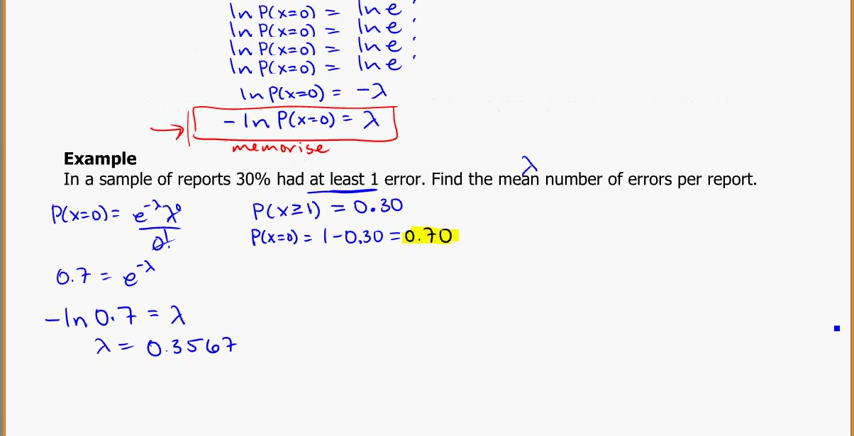 ln P(x=0) = ln e
ln P(x=0) = ln e
ln P(x=0) = ln e
ln P(x=0) = ln e
ln P(x=0) = -λ
- ln P(x=0) = λ
memorise
Example
λ
In a sample of reports 30% had at least 1 error. Find the mean number of errors per report.
P(x=0) = e^-λ λ^0 / 0!
P(x≥1) = 0.30
P(x=0) = 1-0.30 = 0.70
0.7 = e^-λ
-ln 0.7 = λ
λ = 0.3567